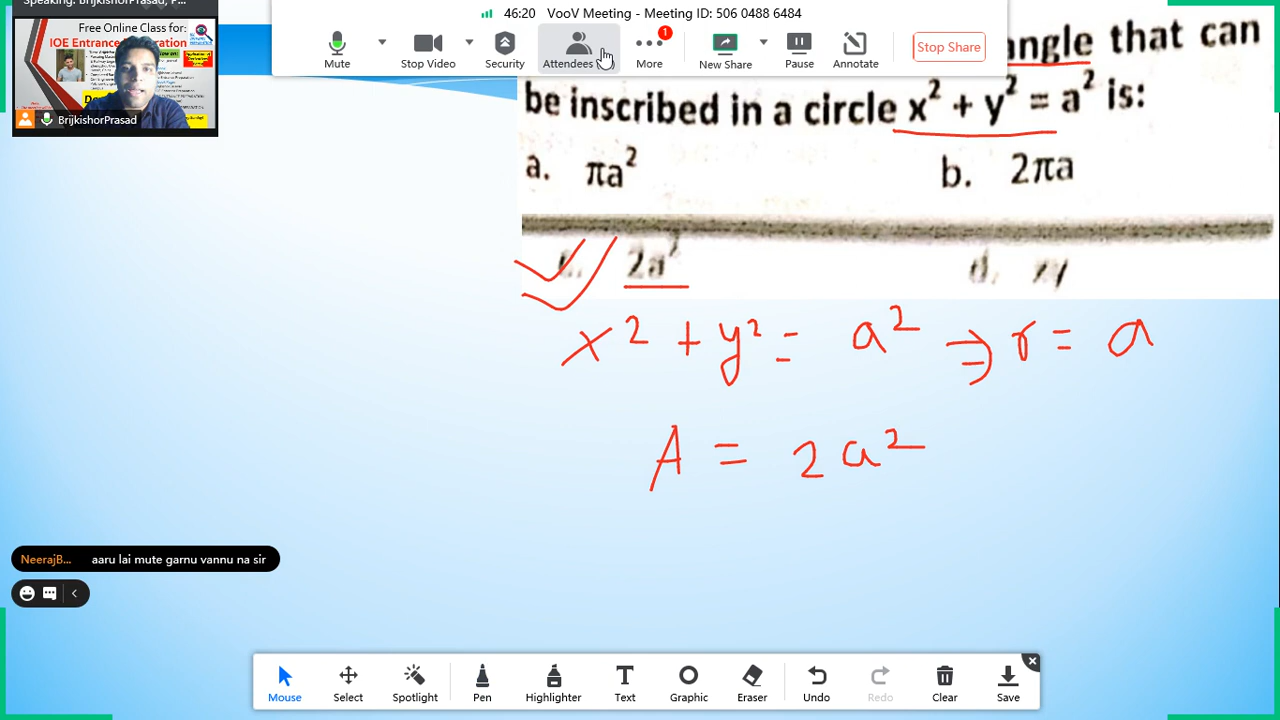 Speaking: BrijkishorPrasad, P...
46:20 VooV Meeting - Meeting ID: 506 0488 6484
Mute
Stop Video
Security
Attendees
1
More
New Share
Pause
Annotate
Stop Share
Free Online Class for:
BrijkishorPrasad
angle that can
be inscribed in a circle x² + y² = a² is:
a. πa²
b. 2πa
c. 2a²
d. xy
x² + y² = a² ⇒ r = a
A = 2a²
NeerajB... aaru lai mute garnu vannu na sir
Mouse
Select
Spotlight
Pen
Highlighter
Text
Graphic
Eraser
Undo
Redo
Clear
Save